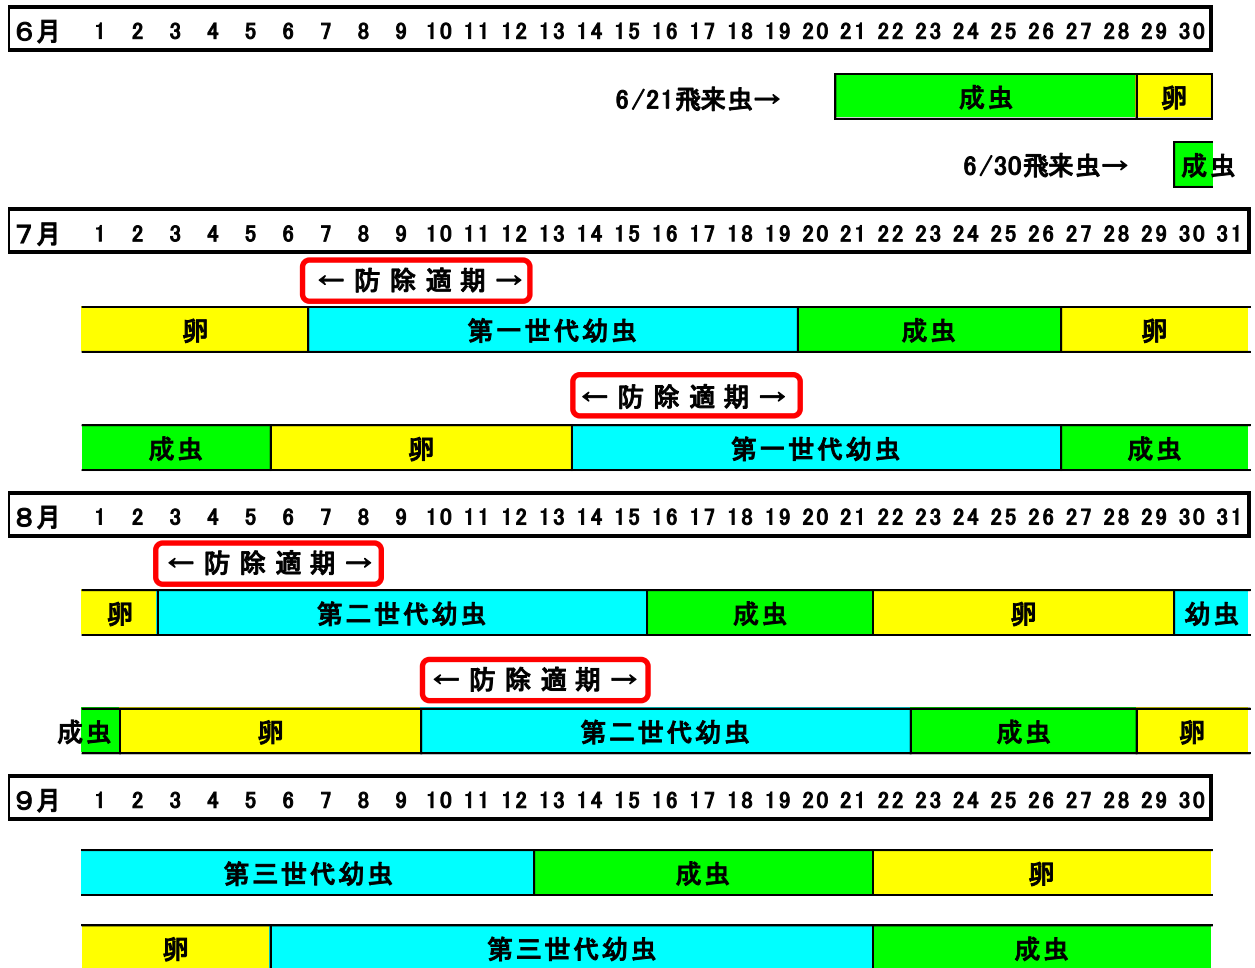 6月 1 2 3 4 5 6 7 8 9 10 11 12 13 14 15 16 17 18 19 20 21 22 23 24 25 26 27 28 29 30
6/21飛来虫→ 成虫 卵
6/30飛来虫→ 成虫
7月 1 2 3 4 5 6 7 8 9 10 11 12 13 14 15 16 17 18 19 20 21 22 23 24 25 26 27 28 29 30 31
←防除適期→
卵 第一世代幼虫 成虫 卵
←防除適期→
成虫 卵 第一世代幼虫 成虫
8月 1 2 3 4 5 6 7 8 9 10 11 12 13 14 15 16 17 18 19 20 21 22 23 24 25 26 27 28 29 30 31
←防除適期→
卵 第二世代幼虫 成虫 卵 幼虫
←防除適期→
成虫 卵 第二世代幼虫 成虫 卵
9月 1 2 3 4 5 6 7 8 9 10 11 12 13 14 15 16 17 18 19 20 21 22 23 24 25 26 27 28 29 30
第三世代幼虫 成虫 卵
卵 第三世代幼虫 成虫